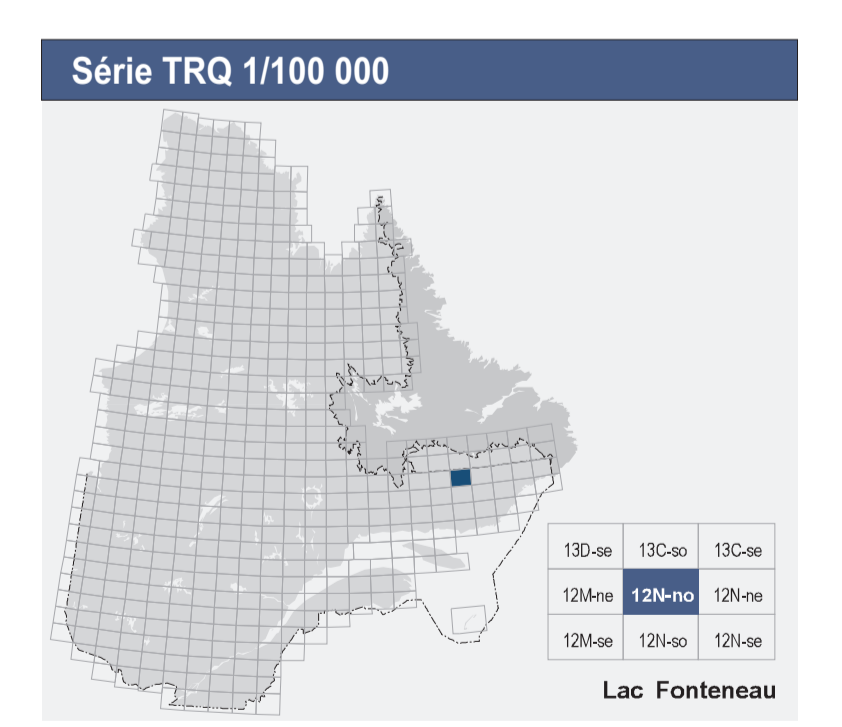 Série TRQ 1/100 000
13D-se 13C-so 13C-se
12M-ne 12N-no 12N-ne
12M-se 12N-so 12N-se
Lac Fonteneau